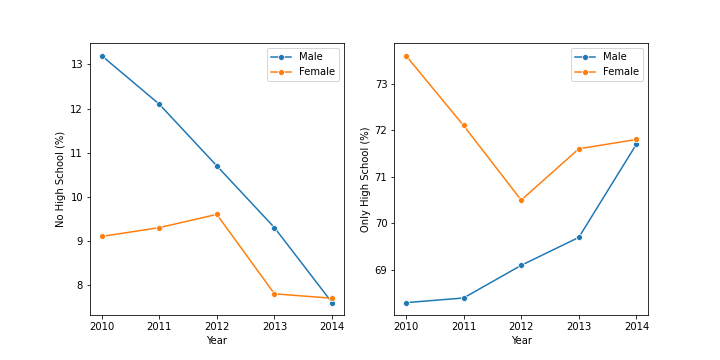 No High School (%)
13
12
11
10
9
8
2010 2011 2012 2013 2014
Year
Male
Female
Only High School (%)
73
72
71
70
69
2010 2011 2012 2013 2014
Year
Male
Female